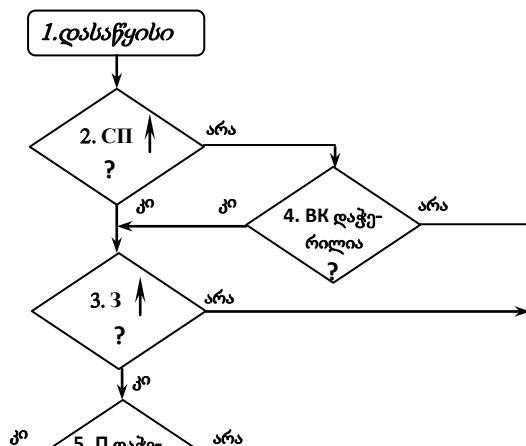 1.დასაწყისი
2. СП
?
არა
კი
კი
4. ВК დაჭე-
რილია
?
არა
3. З
?
არა
კი
კი
5. П დაჭე-
არა